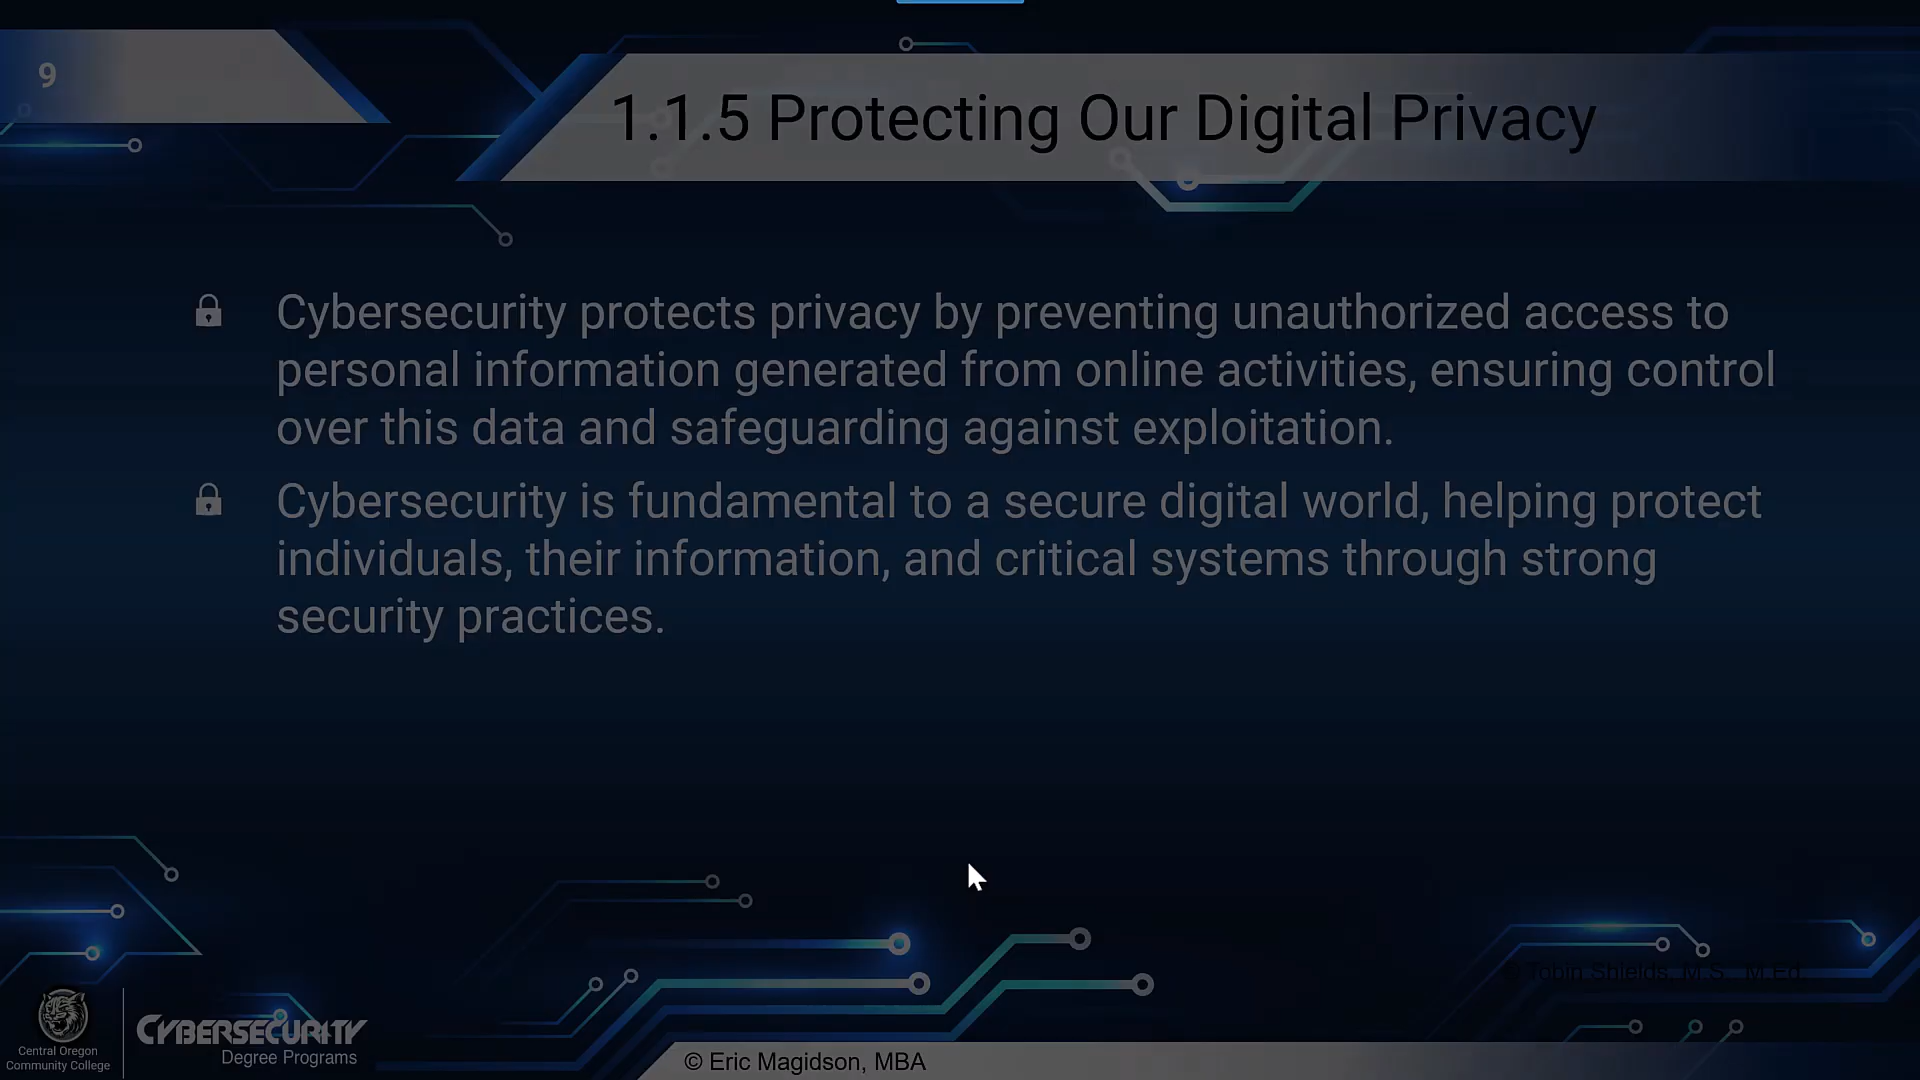 9
1.1.5 Protecting Our Digital Privacy
Cybersecurity protects privacy by preventing unauthorized access to
personal information generated from online activities, ensuring control
over this data and safeguarding against exploitation.
Cybersecurity is fundamental to a secure digital world, helping protect
individuals, their information, and critical systems through strong
security practices.
© Tobin Shields, M.S., M.Ed
Central Oregon
Community College
CYBERSECURITY
Degree Programs
© Eric Magidson, MBA